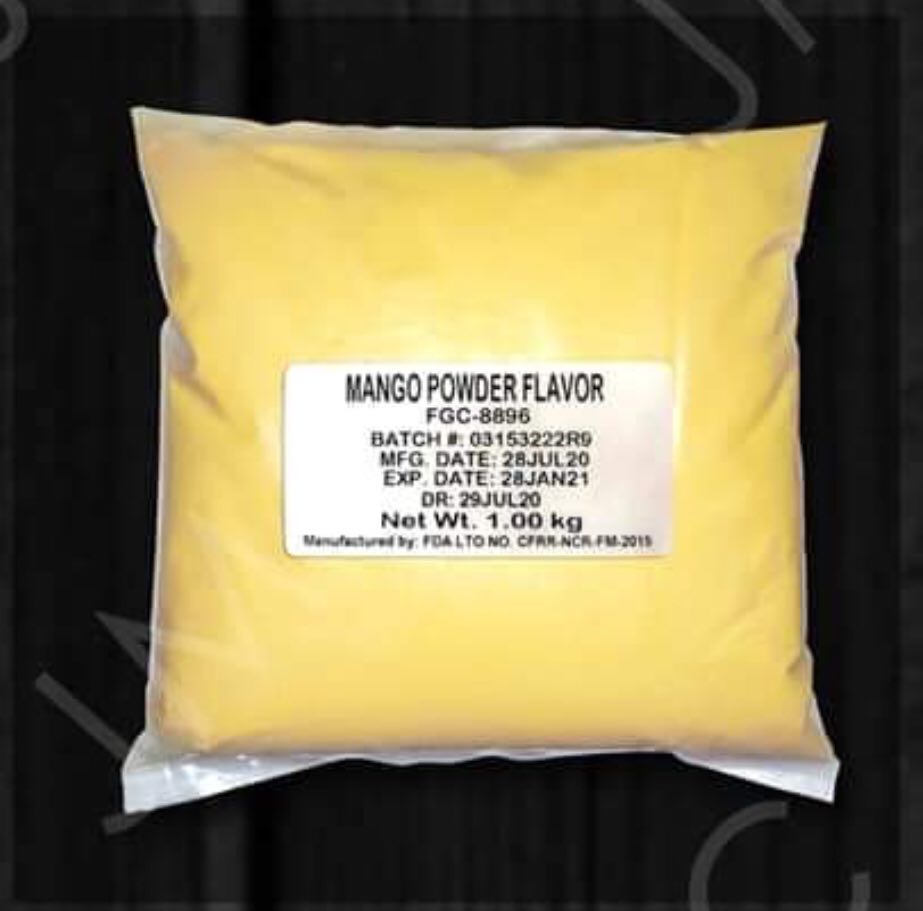 MANGO POWDER FLAVOR
FGC-8896
BATCH #: 03153222R9
MFG. DATE: 28JUL20
EXP. DATE: 28JAN21
DR: 29JUL20
Net Wt. 1.00 kg
Manufactured by: FDA LTO NO. CFRR-NCR-FM-2015